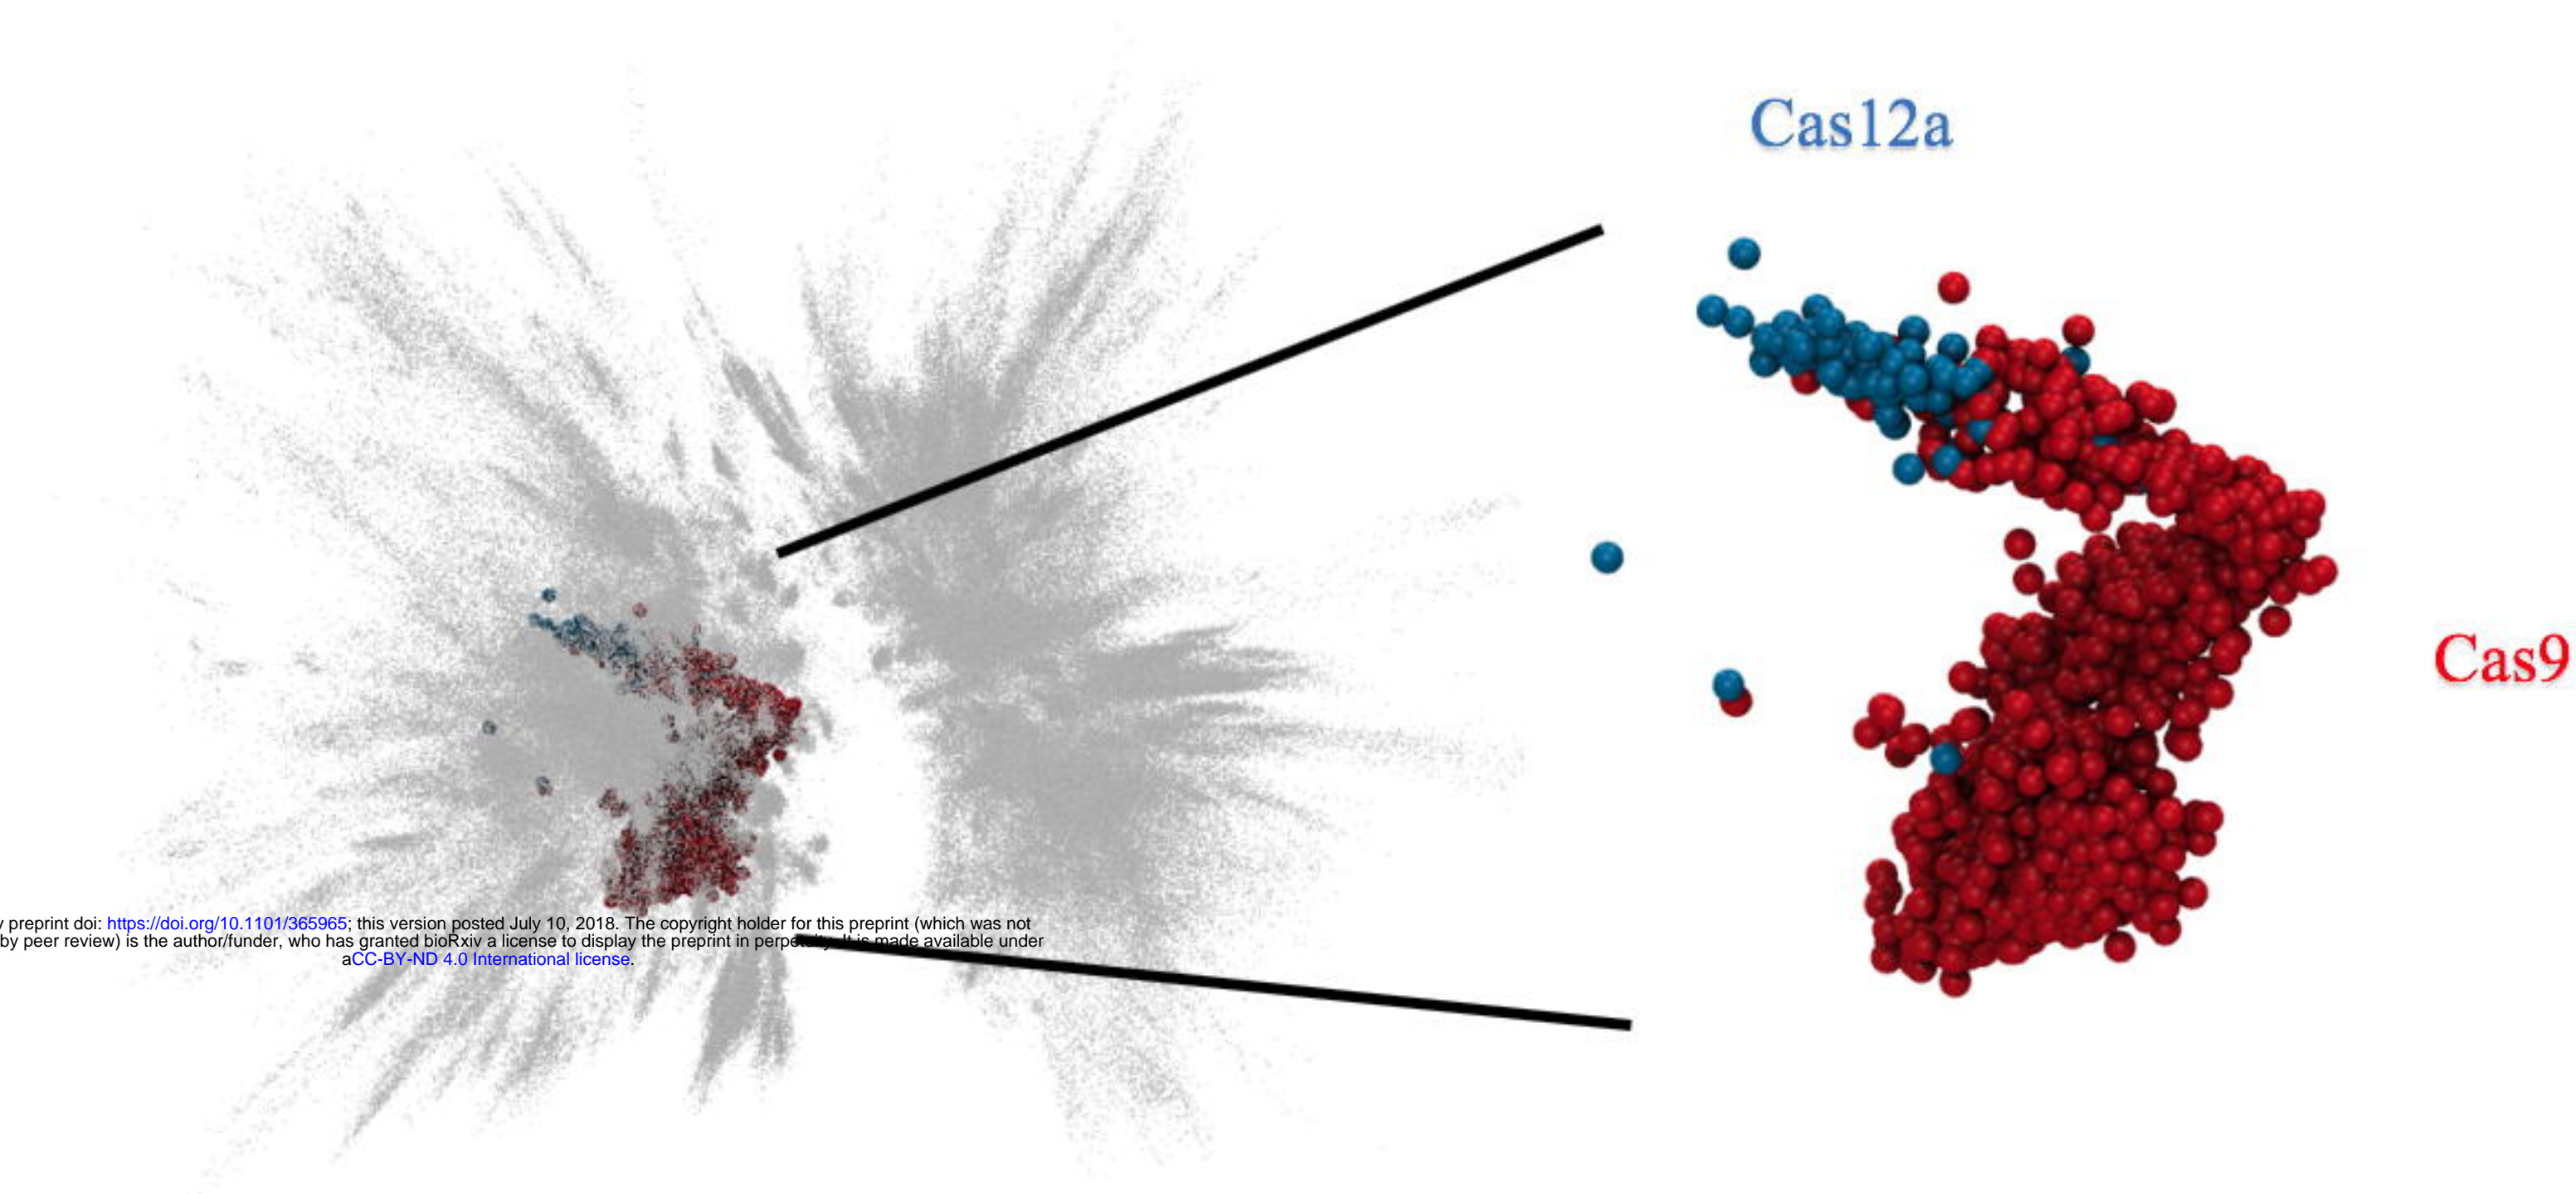 Cas12a
Cas9
preprint doi: https://doi.org/10.1101/365965; this version posted July 10, 2018. The copyright holder for this preprint (which was not
by peer review) is the author/funder, who has granted bioRxiv a license to display the preprint in perpetuity. It is made available under
aCC-BY-ND 4.0 International license.